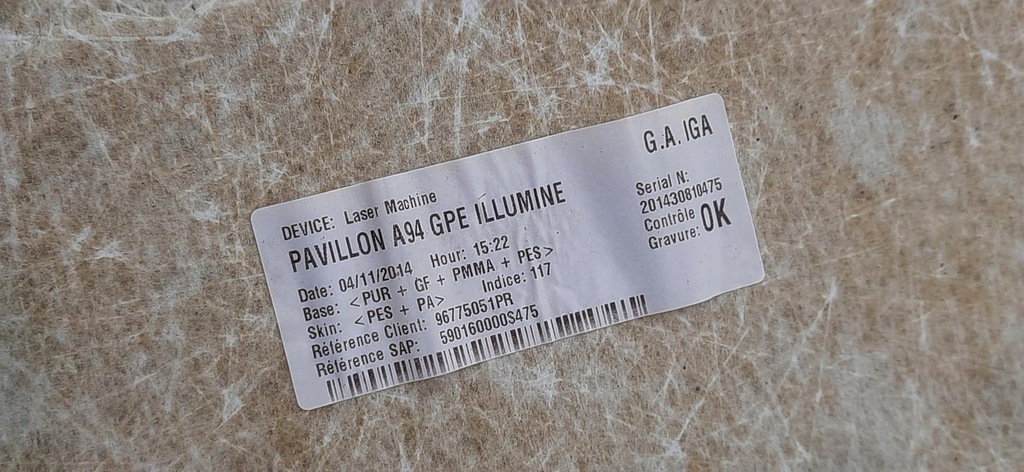 G.A. IGA
DEVICE: Laser Machine
PAVILLON A94 GPE ILLUMINE
Date: 04/11/2014 Hour: 15:22
Base: <PUR + GF + PMMA + PES>
Skin: <PES + PA> Indice: 117
Référence Client: 96775051PR
Référence SAP: 590160000S475
Serial N:
201430810475
Contrôle
Gravure: OK